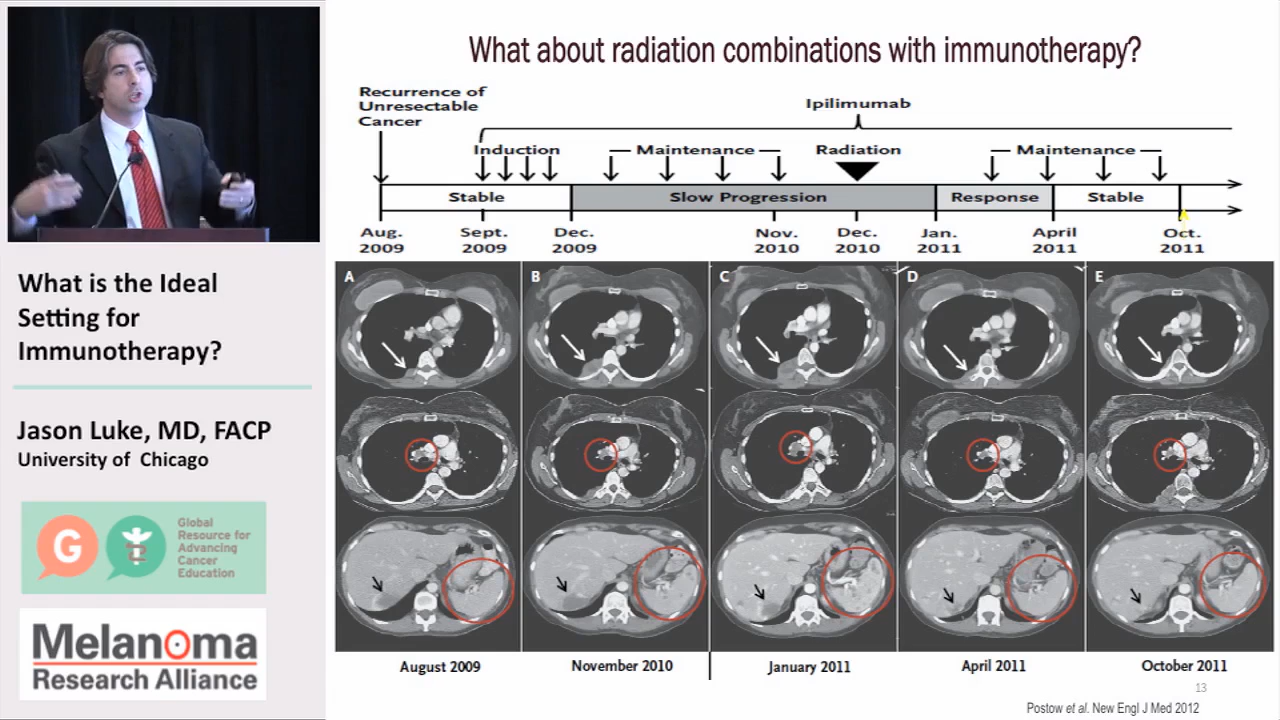 What about radiation combinations with immunotherapy?
Recurrence of
Unresectable
Cancer
Ipilimumab
Induction
Maintenance
Radiation
Maintenance
Stable
Slow Progression
Response
Stable
Aug.
2009
Sept.
2009
Dec.
2009
Nov.
2010
Dec.
2010
Jan.
2011
April
2011
Oct.
2011
A
B
C
D
E
August 2009
November 2010
January 2011
April 2011
October 2011
13
Postow et al. New Engl J Med 2012
What is the Ideal
Setting for
Immunotherapy?
Jason Luke, MD, FACP
University of Chicago
G
Global
Resource for
Advancing
Cancer
Education
Melanoma
Research Alliance